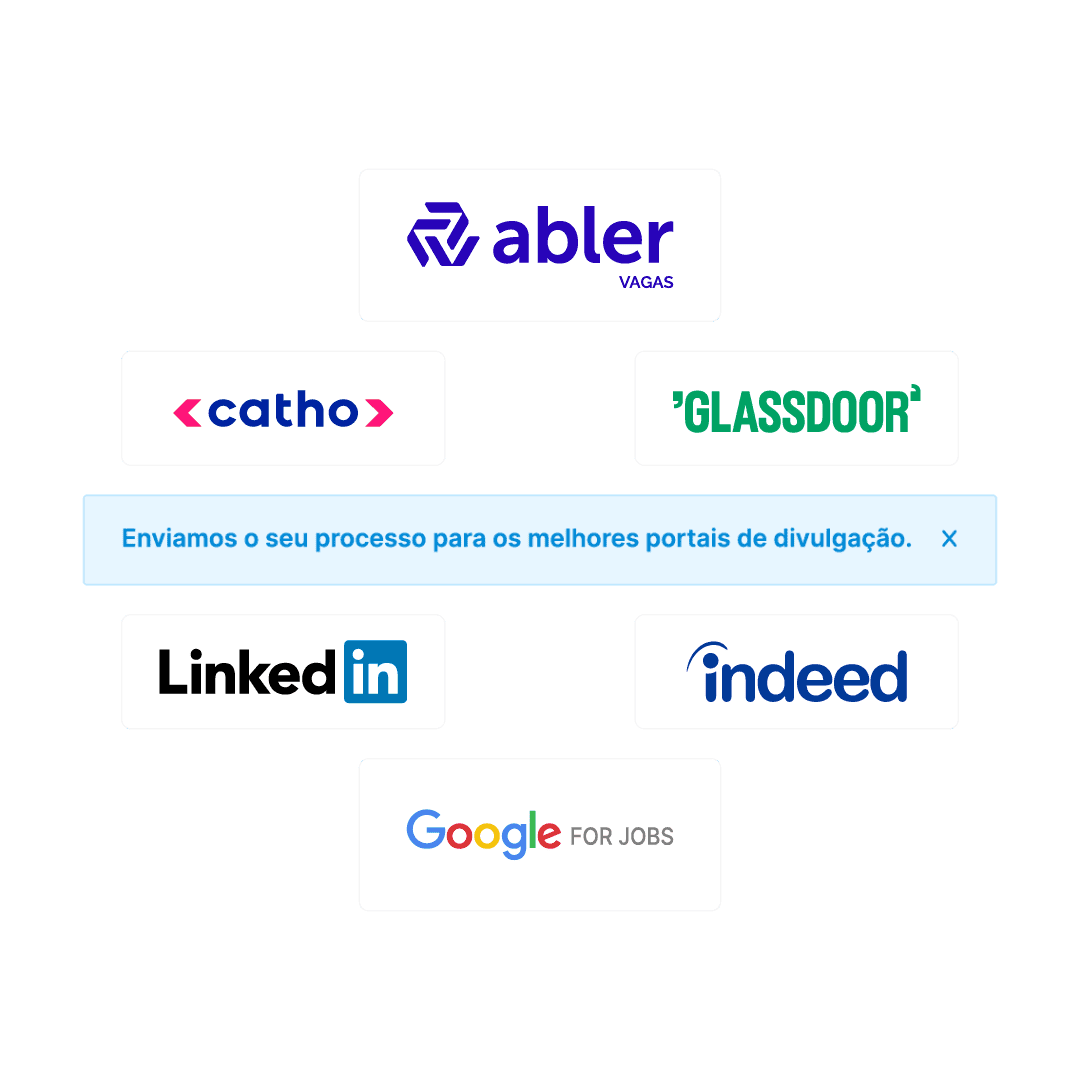 abler
VAGAS
catho
GLASSDOOR
Enviamos o seu processo para os melhores portais de divulgação.
Linkedin
indeed
Google FOR JOBS